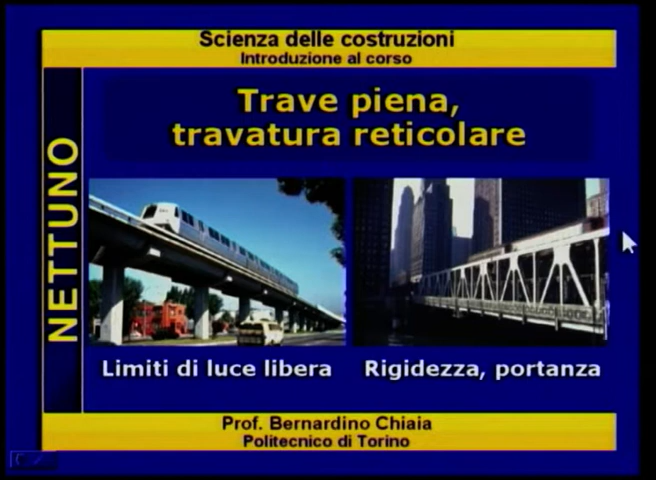 Scienza delle costruzioni
Introduzione al corso
Trave piena,
travatura reticolare
NETTUNO
Limiti di luce libera
Rigidezza, portanza
Prof. Bernardino Chiaia
Politecnico di Torino